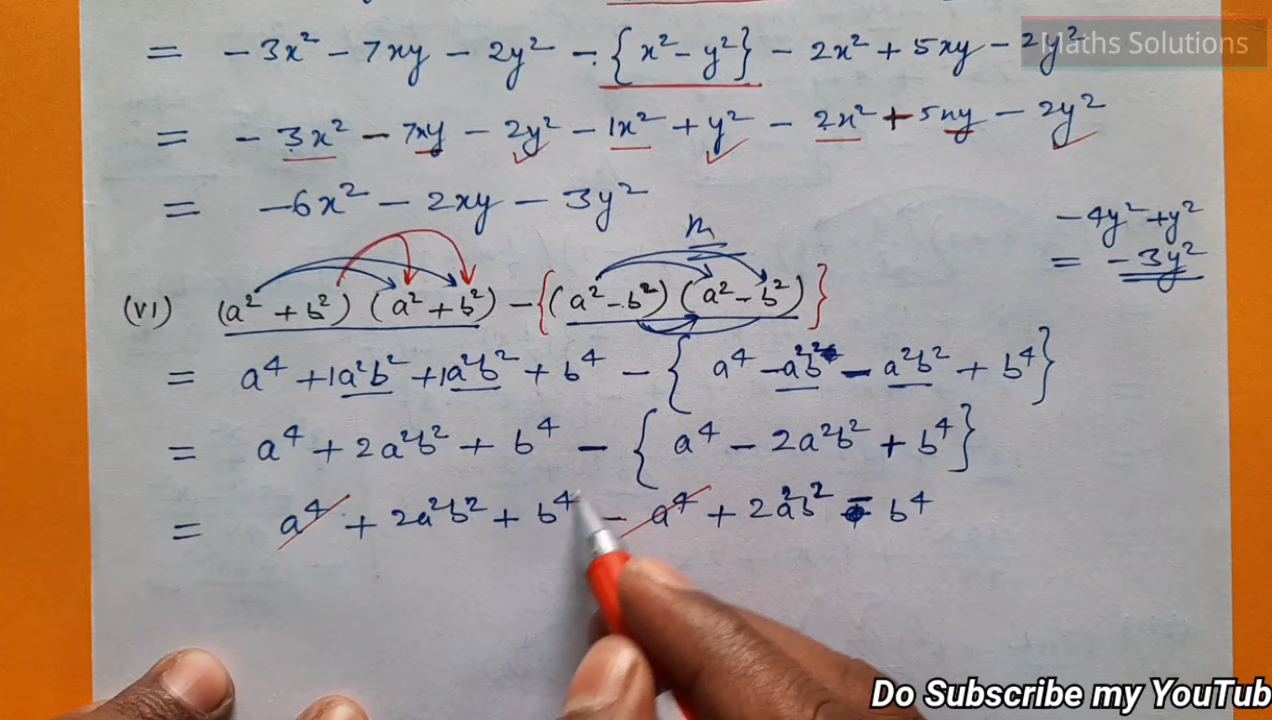 Maths Solutions
= -3x² - 7xy - 2y² - {x² - y²} - 2x² + 5xy - 2y²
= - 3x² - 7xy - 2y² - 1x² + y² - 2x² + 5xy - 2y²
= -6x² - 2xy - 3y²
-4y² + y²
= -3y²
(vi) (a² + b²) (a² + b²) - {(a² - b²) (a² - b²)}
= a⁴ + 1a²b² + 1a²b² + b⁴ - { a⁴ - a²b² - a²b² + b⁴}
= a⁴ + 2a²b² + b⁴ - { a⁴ - 2a²b² + b⁴}
= a⁴ + 2a²b² + b⁴ - a⁴ + 2a²b² - b⁴
Do Subscribe my YouTub